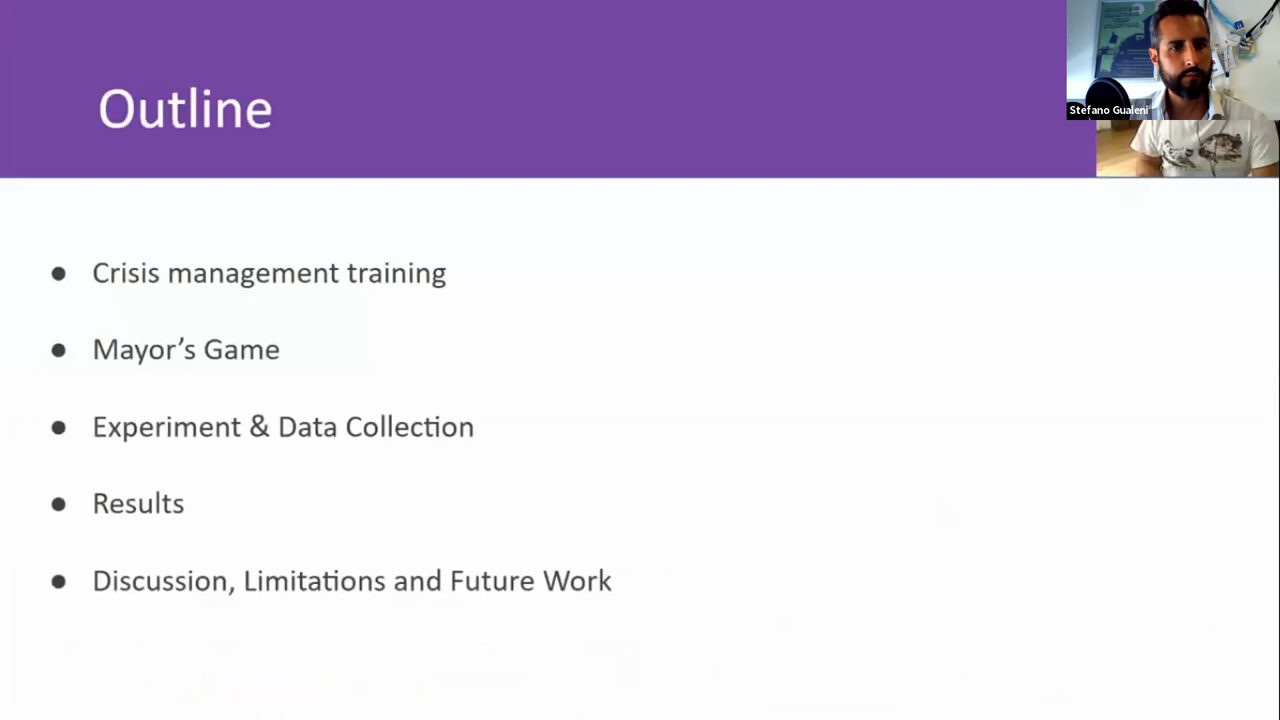 Outline
Stefano Gualeni
● Crisis management training
● Mayor's Game
● Experiment & Data Collection
● Results
● Discussion, Limitations and Future Work